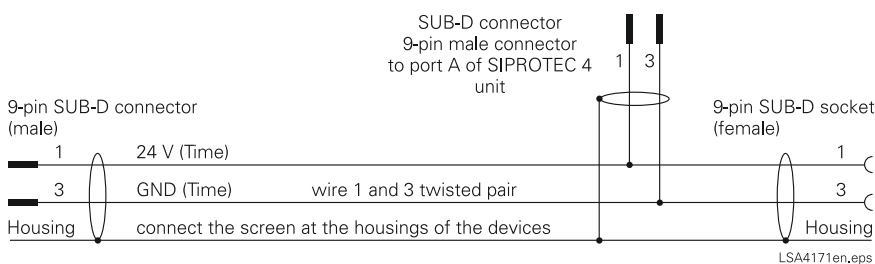 SUB-D connector
9-pin male connector
to port A of SIPROTEC 4
unit
1 3
9-pin SUB-D connector
(male)
9-pin SUB-D socket
(female)
1 24 V (Time) 1
3 GND (Time) wire 1 and 3 twisted pair 3
Housing connect the screen at the housings of the devices Housing
LSA4171en.eps